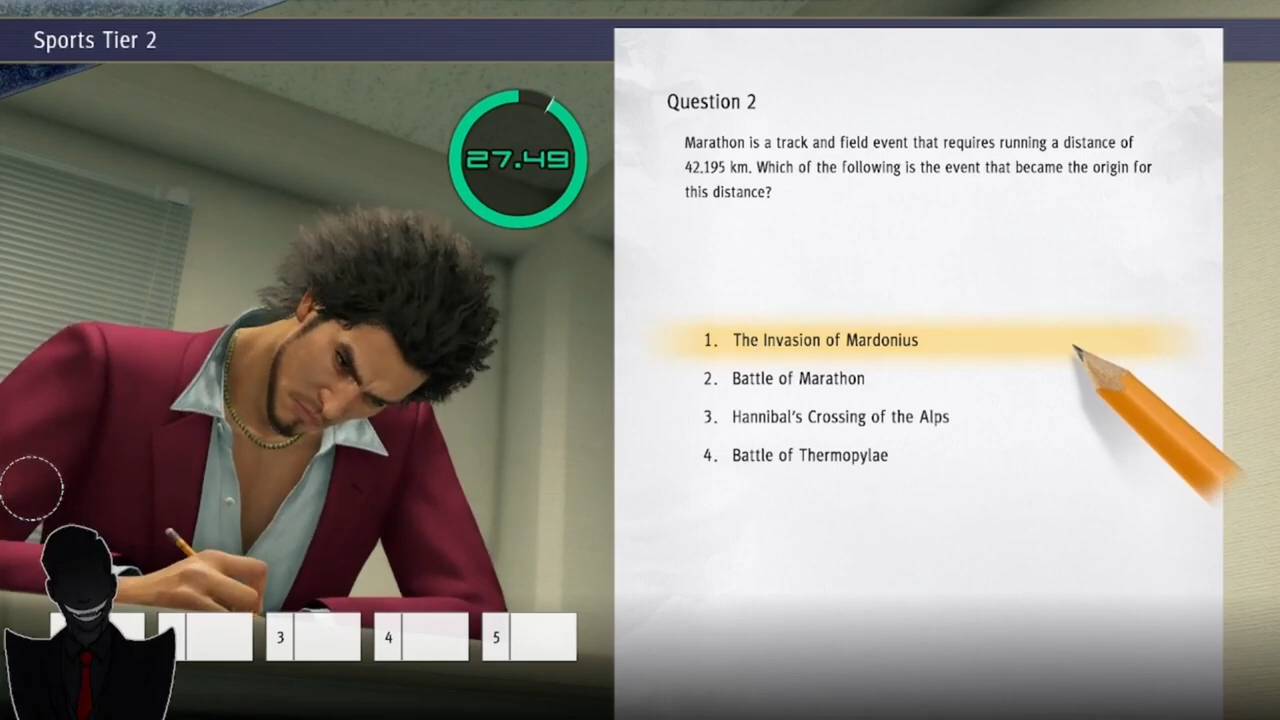 Sports Tier 2
27.49
Question 2
Marathon is a track and field event that requires running a distance of
42.195 km. Which of the following is the event that became the origin for
this distance?
1. The Invasion of Mardonius
2. Battle of Marathon
3. Hannibal's Crossing of the Alps
4. Battle of Thermopylae
3
4
5